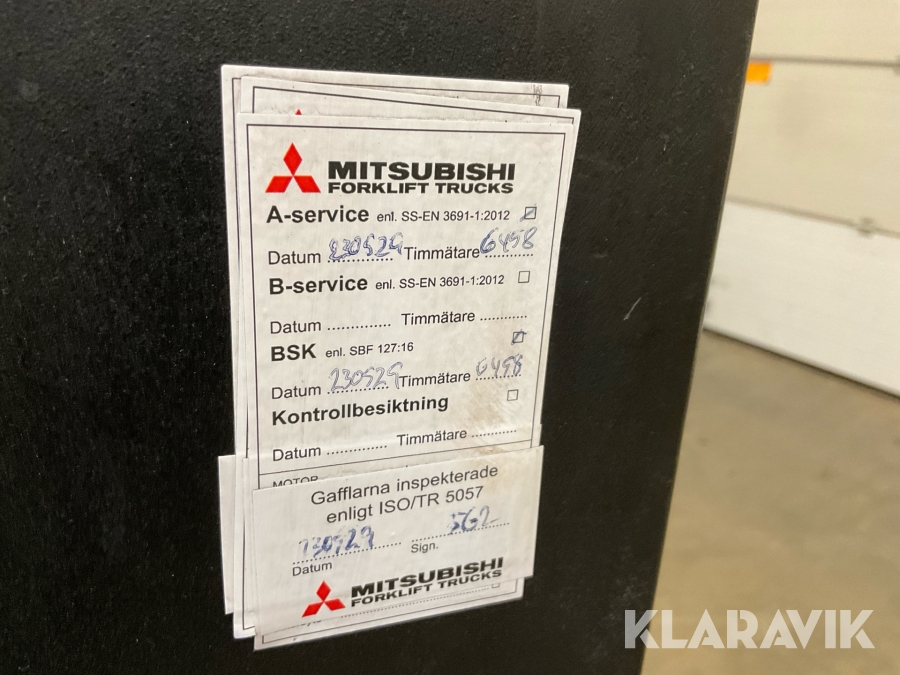 MITSUBISHI
FORKLIFT TRUCKS
A-service enl. SS-EN 3691-1:2012
Datum 230529 Timmätare 6458
B-service enl. SS-EN 3691-1:2012
Datum .............. Timmätare ............
BSK enl. SBF 127:16
Datum 230529 Timmätare 6458
Kontrollbesiktning
Datum .............. Timmätare ............
MOTOR
Gafflarna inspekterade
enligt ISO/TR 5057
230529
Datum Sign.
MITSUBISHI
FORKLIFT TRUCKS
KLARAVIK